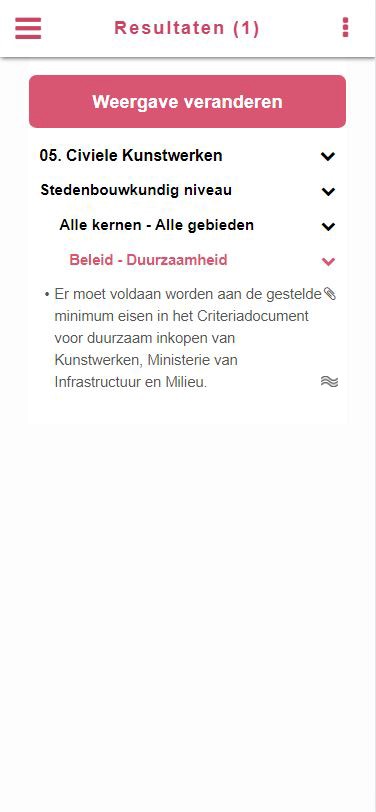 Resultaten (1)
Weergave veranderen
05. Civiele Kunstwerken
Stedenbouwkundig niveau
Alle kernen - Alle gebieden
Beleid - Duurzaamheid
• Er moet voldaan worden aan de gestelde
minimum eisen in het Criteriadocument
voor duurzaam inkopen van
Kunstwerken, Ministerie van
Infrastructuur en Milieu.